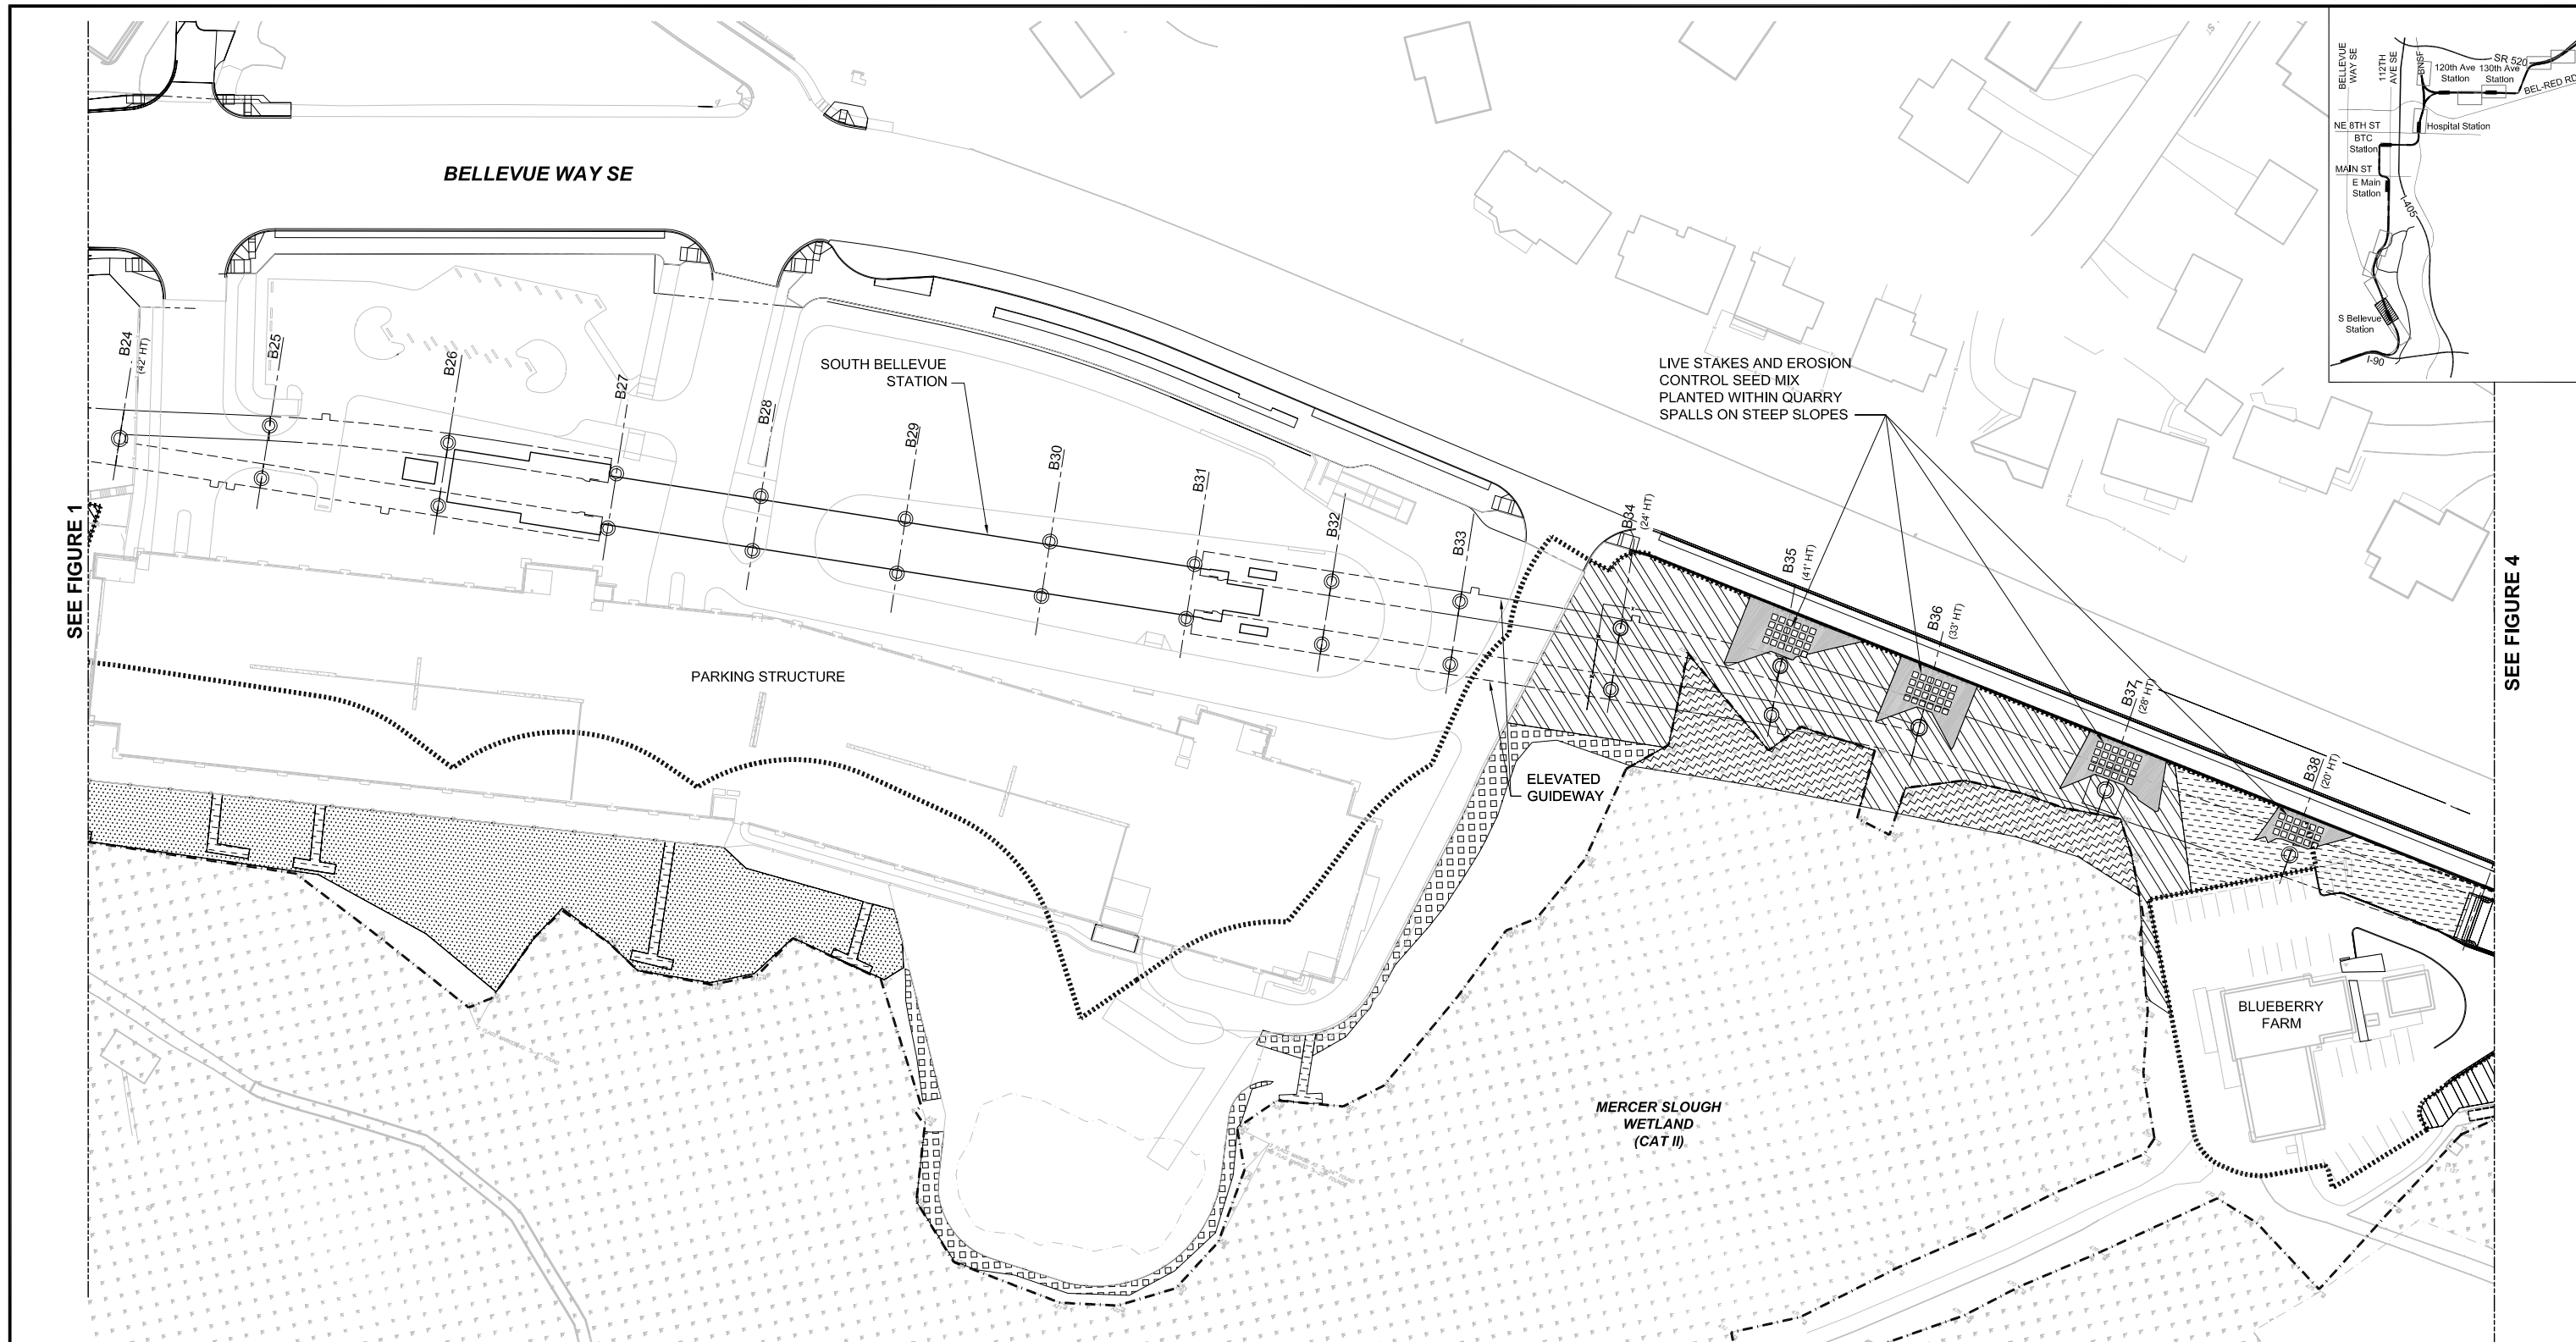 BELLEVUE WAY SE
SEE FIGURE 1
SEE FIGURE 4
B24
(42' HT)
B25
B26
B27
B28
B29
B30
B31
B32
B33
B34
(24' HT)
B35
(41' HT)
B36
(33' HT)
B37
(28' HT)
B38
(20' HT)
SOUTH BELLEVUE
STATION
LIVE STAKES AND EROSION
CONTROL SEED MIX
PLANTED WITHIN QUARRY
SPALLS ON STEEP SLOPES
PARKING STRUCTURE
ELEVATED
GUIDEWAY
BLUEBERRY
FARM
MERCER SLOUGH
WETLAND
(CAT II)
BELLEVUE
WAY SE
112TH
AVE SE
BNSF
SR 520
120th Ave
Station
130th Ave
Station
BEL-RED RD
NE 8TH ST
Hospital Station
BTC
Station
MAIN ST
E Main
Station
I-405
S Bellevue
Station
I-90